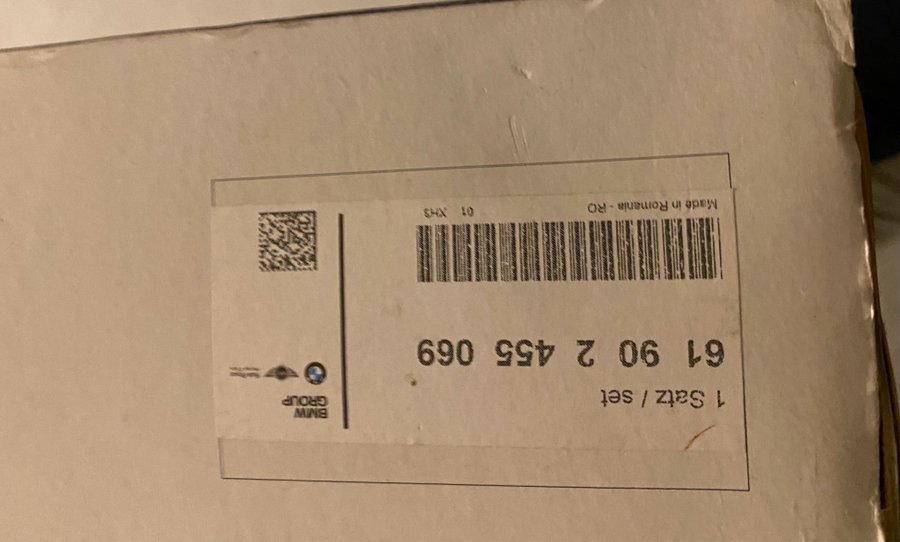 1 Satz / set
BMW
GROUP
61 90 2 455 069
Made in Romania - RO 01 XH3